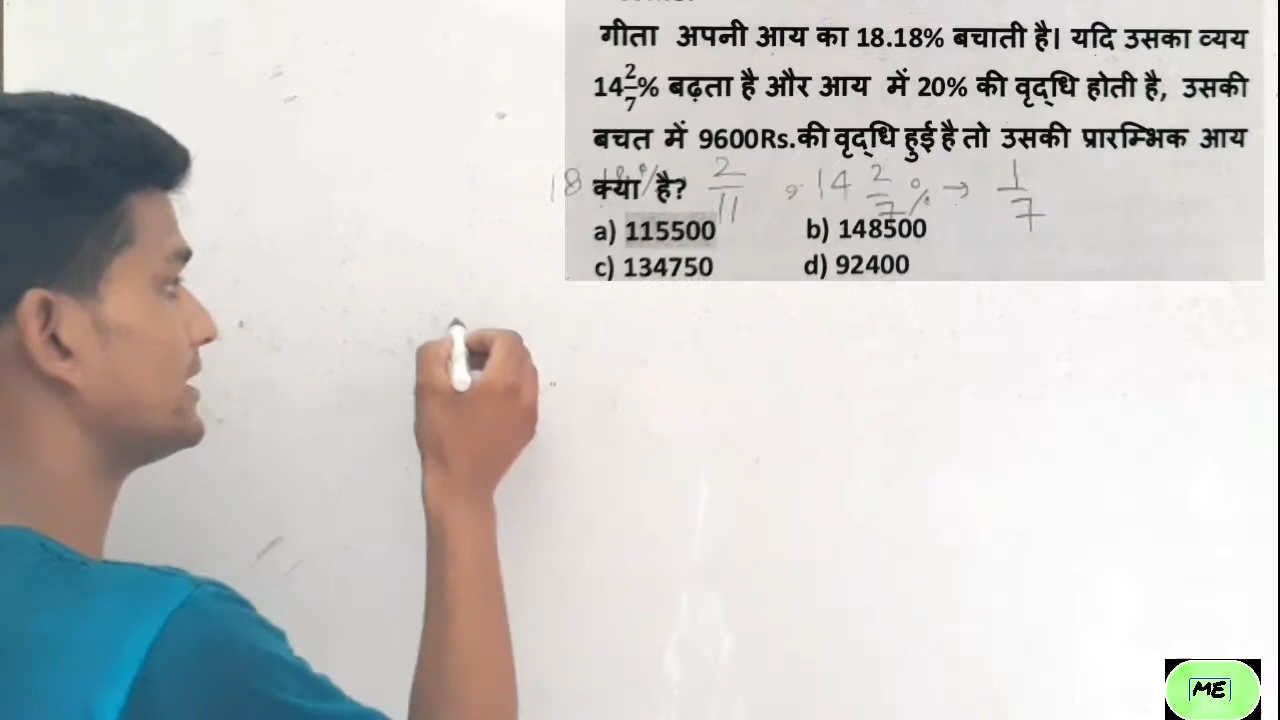 गीता अपनी आय का 18.18% बचाती है। यदि उसका व्यय
14 2/7% बढ़ता है और आय में 20% की वृद्धि होती है, उसकी
बचत में 9600Rs.की वृद्धि हुई है तो उसकी प्रारम्भिक आय
क्या है?
18.18% 2/11 , 14 2/7 % → 1/7
a) 115500 b) 148500
c) 134750 d) 92400
ME